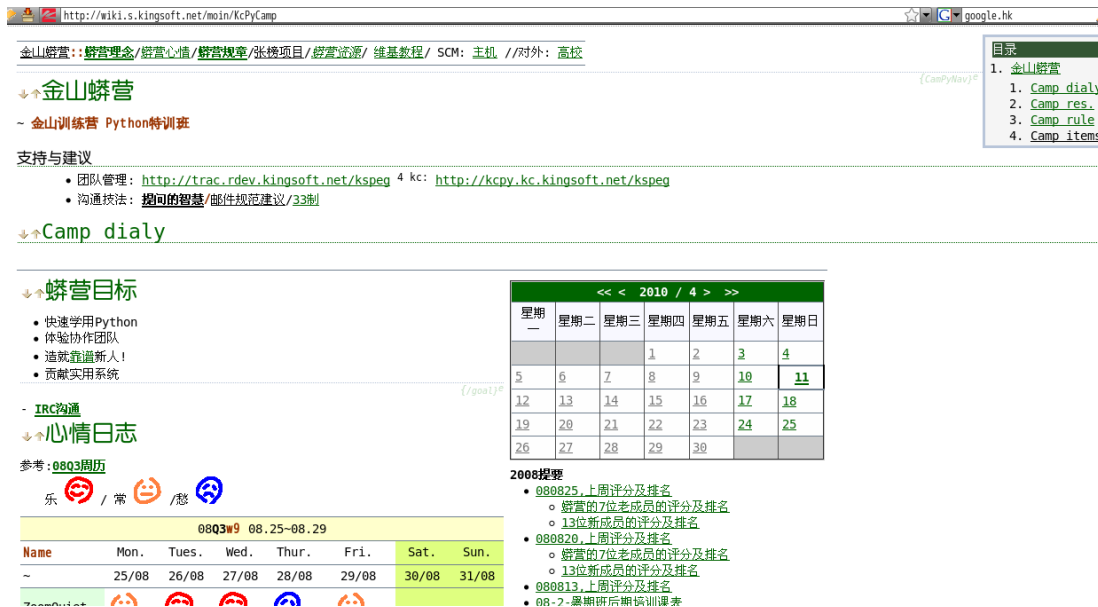 http://wiki.s.kingsoft.net/moin/KcPyCamp
google.hk
金山蟒营::蟒营理念/蟒营心情/蟒营规章/张榜项目/蟒营资源/ 维基教程/ SCM: 主机 //对外: 高校
{CamPyNav}e
目录
1. 金山蟒营
1. Camp dialy
2. Camp res.
3. Camp rule
4. Camp items
金山蟒营
~ 金山训练营 Python特训班
支持与建议
• 团队管理: http://trac.rdev.kingsoft.net/kspeg 4 kc: http://kcpy.kc.kingsoft.net/kspeg
• 沟通技法: 提问的智慧/邮件规范建议/33制
Camp dialy
蟒营目标
• 快速学用Python
• 体验协作团队
• 造就靠谱新人!
• 贡献实用系统
{/goal}e
- IRC沟通
心情日志
参考:08Q3周历
乐 / 常 /愁
08Q3w9 08.25~08.29
Name Mon. Tues. Wed. Thur. Fri. Sat. Sun.
~ 25/08 26/08 27/08 28/08 29/08 30/08 31/08
ZoomQuiet
<< < 2010 / 4 > >>
星期一 星期二 星期三 星期四 星期五 星期六 星期日
1 2 3 4
5 6 7 8 9 10 11
12 13 14 15 16 17 18
19 20 21 22 23 24 25
26 27 28 29 30
2008提要
• 080825,上周评分及排名
蟒营的7位老成员的评分及排名
13位新成员的评分及排名
• 080820,上周评分及排名
蟒营的7位老成员的评分及排名
13位新成员的评分及排名
• 080813,上周评分及排名
• 08-2-暑期班后期培训课表